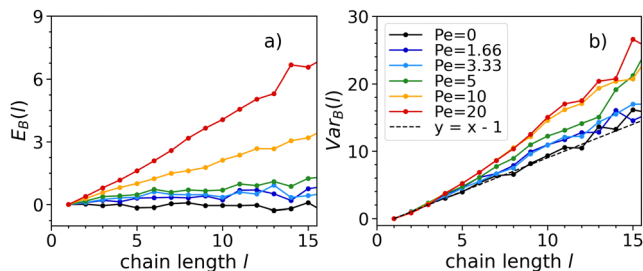 9
6
3
0
E_B(l)
a)
0 5 10 15
chain length l
30
20
10
0
Var_B(l)
b)
Pe=0
Pe=1.66
Pe=3.33
Pe=5
Pe=10
Pe=20
y = x - 1
0 5 10 15
chain length l